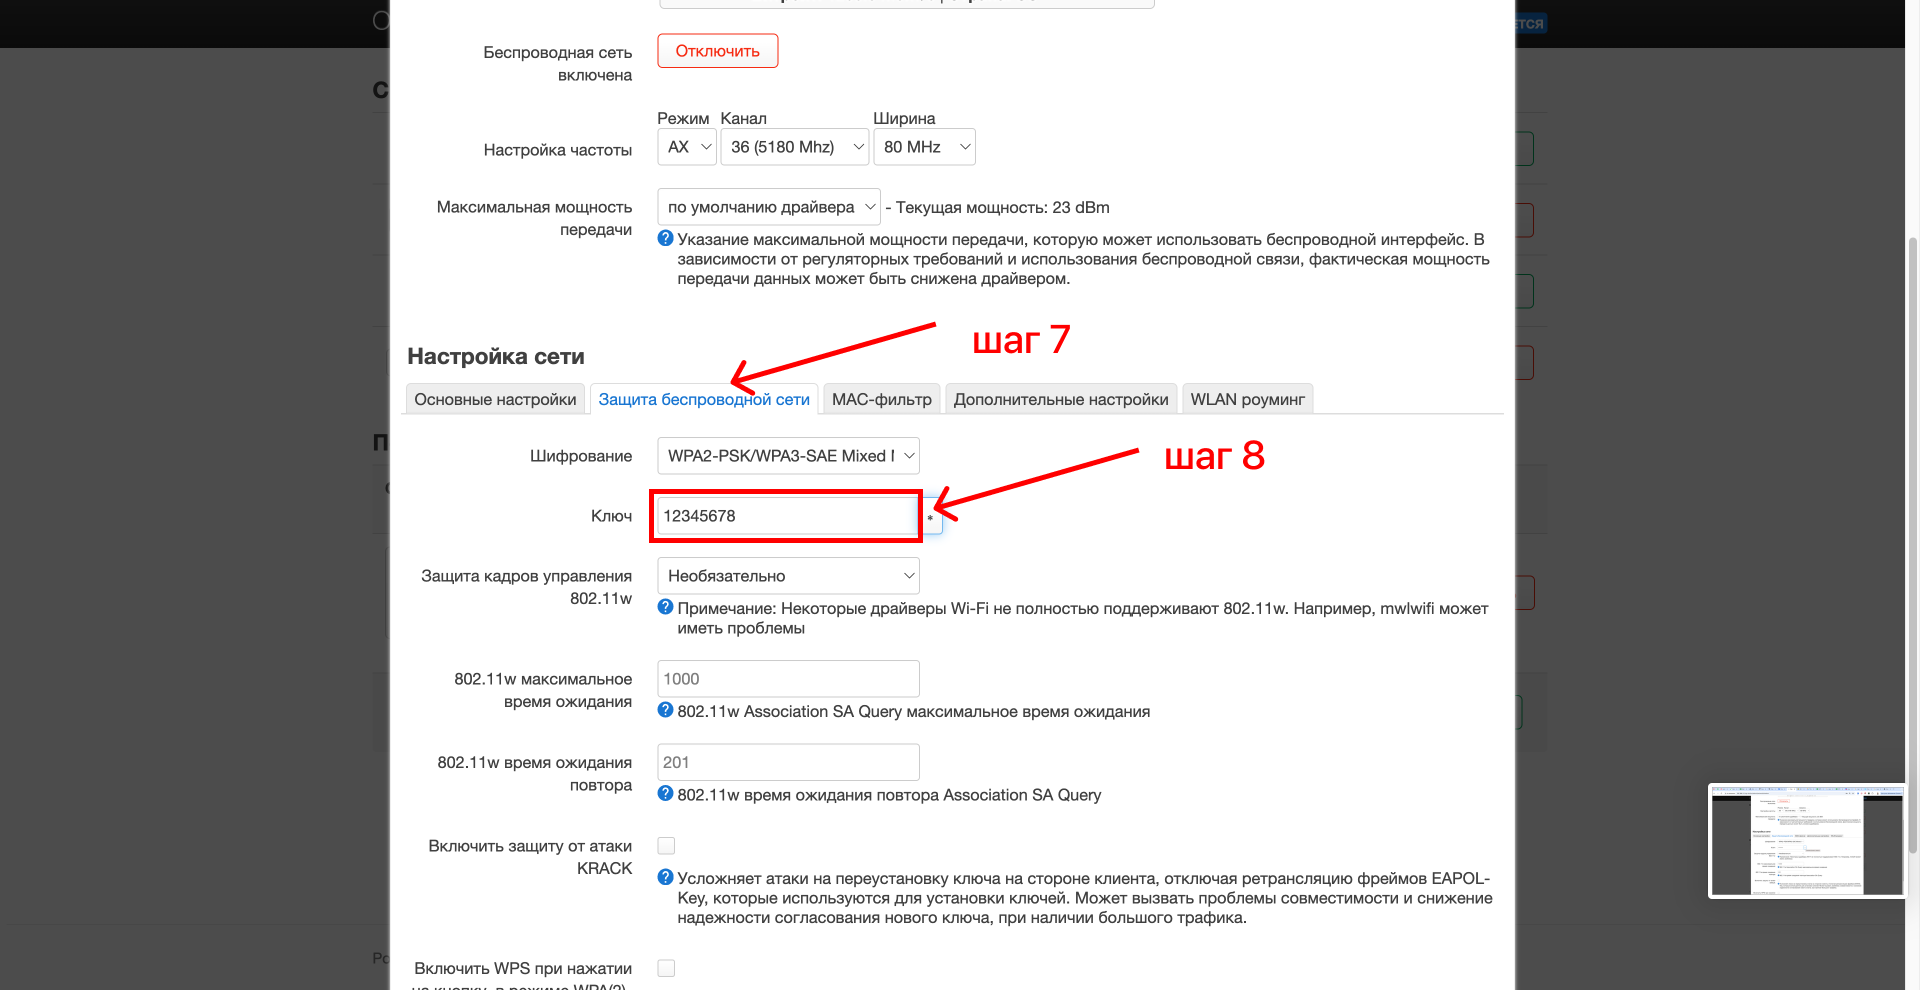 Беспроводная сеть
включена
Отключить
Режим Канал Ширина
Настройка частоты
AX 36 (5180 Mhz) 80 MHz
Максимальная мощность
передачи
по умолчанию драйвера - Текущая мощность: 23 dBm
Указание максимальной мощности передачи, которую может использовать беспроводной интерфейс. В
зависимости от регуляторных требований и использования беспроводной связи, фактическая мощность
передачи данных может быть снижена драйвером.
шаг 7
Настройка сети
Основные настройки Защита беспроводной сети MAC-фильтр Дополнительные настройки WLAN роуминг
Шифрование WPA2-PSK/WPA3-SAE Mixed
шаг 8
Ключ 12345678 *
Защита кадров управления
802.11w
Необязательно
Примечание: Некоторые драйверы Wi-Fi не полностью поддерживают 802.11w. Например, mwlwifi может
иметь проблемы
802.11w максимальное
время ожидания
1000
802.11w Association SA Query максимальное время ожидания
802.11w время ожидания
повтора
201
802.11w время ожидания повтора Association SA Query
Включить защиту от атаки
KRACK
Усложняет атаки на переустановку ключа на стороне клиента, отключая ретрансляцию фреймов EAPOL-
Key, которые используются для установки ключей. Может вызвать проблемы совместимости и снижение
надежности согласования нового ключа, при наличии большого трафика.
Включить WPS при нажатии